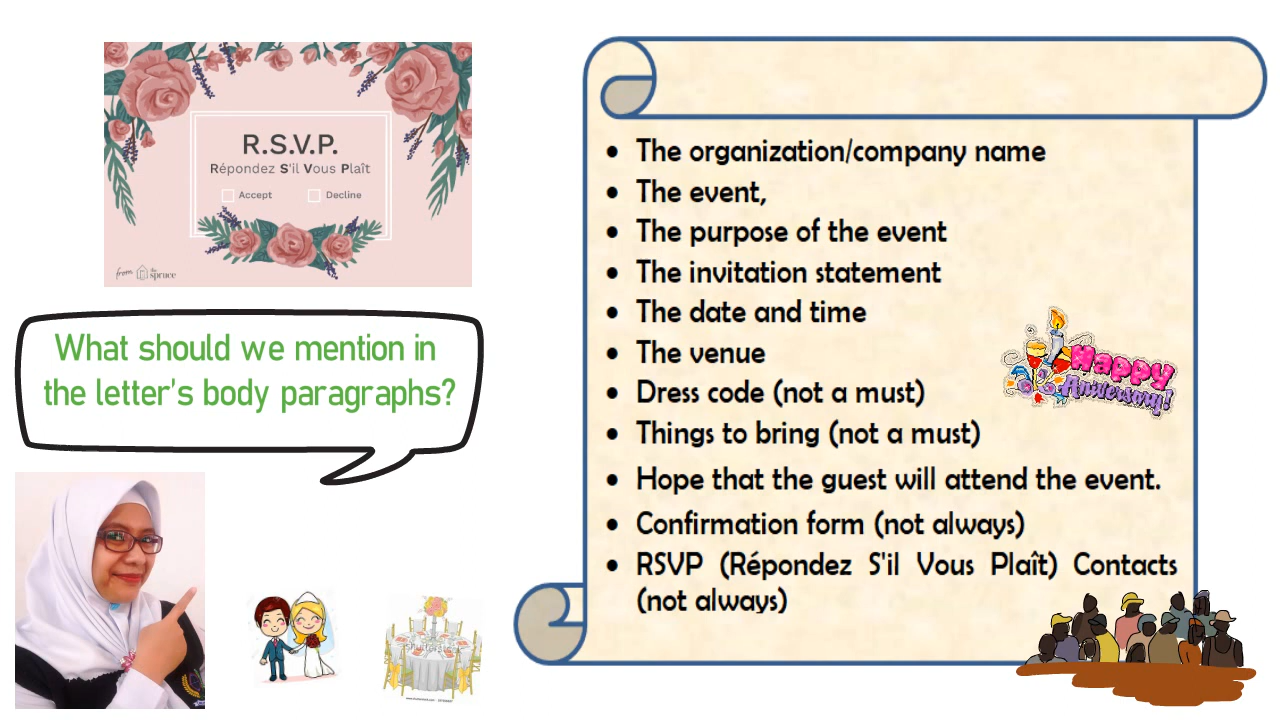 R.S.V.P.
Répondez S'il Vous Plaît
Accept Decline
from the spruce
What should we mention in
the letter's body paragraphs?
• The organization/company name
• The event,
• The purpose of the event
• The invitation statement
• The date and time
• The venue
• Dress code (not a must)
• Things to bring (not a must)
• Hope that the guest will attend the event.
• Confirmation form (not always)
• RSVP (Répondez S'il Vous Plaît) Contacts
(not always)
Happy
Anniversary!